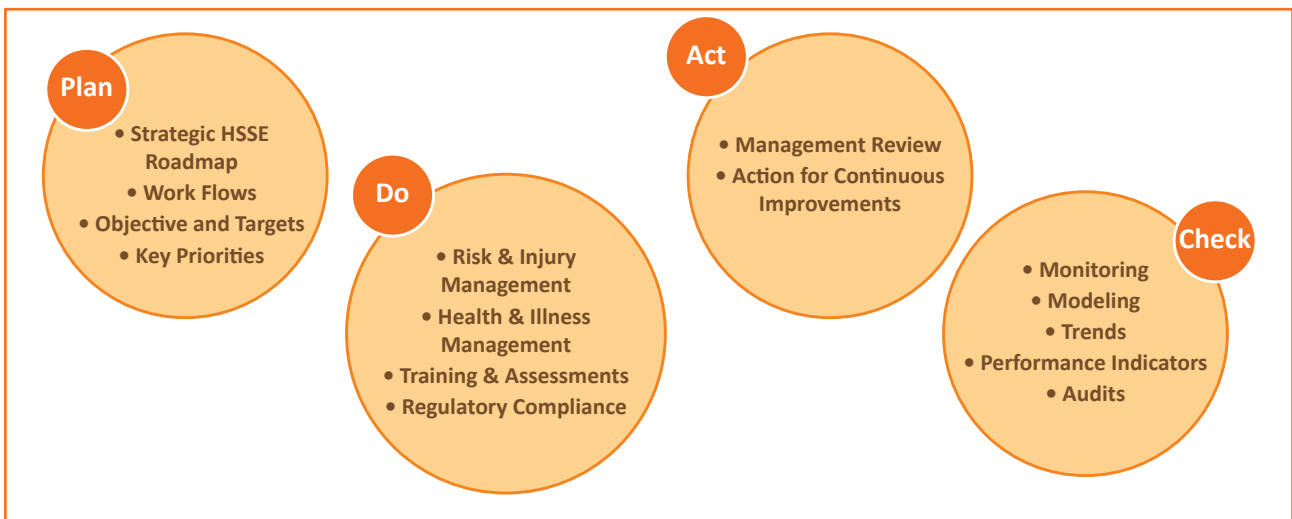 Plan
• Strategic HSSE
Roadmap
• Work Flows
• Objective and Targets
• Key Priorities
Do
• Risk & Injury
Management
• Health & Illness
Management
• Training & Assessments
• Regulatory Compliance
Act
• Management Review
• Action for Continuous
Improvements
Check
• Monitoring
• Modeling
• Trends
• Performance Indicators
• Audits